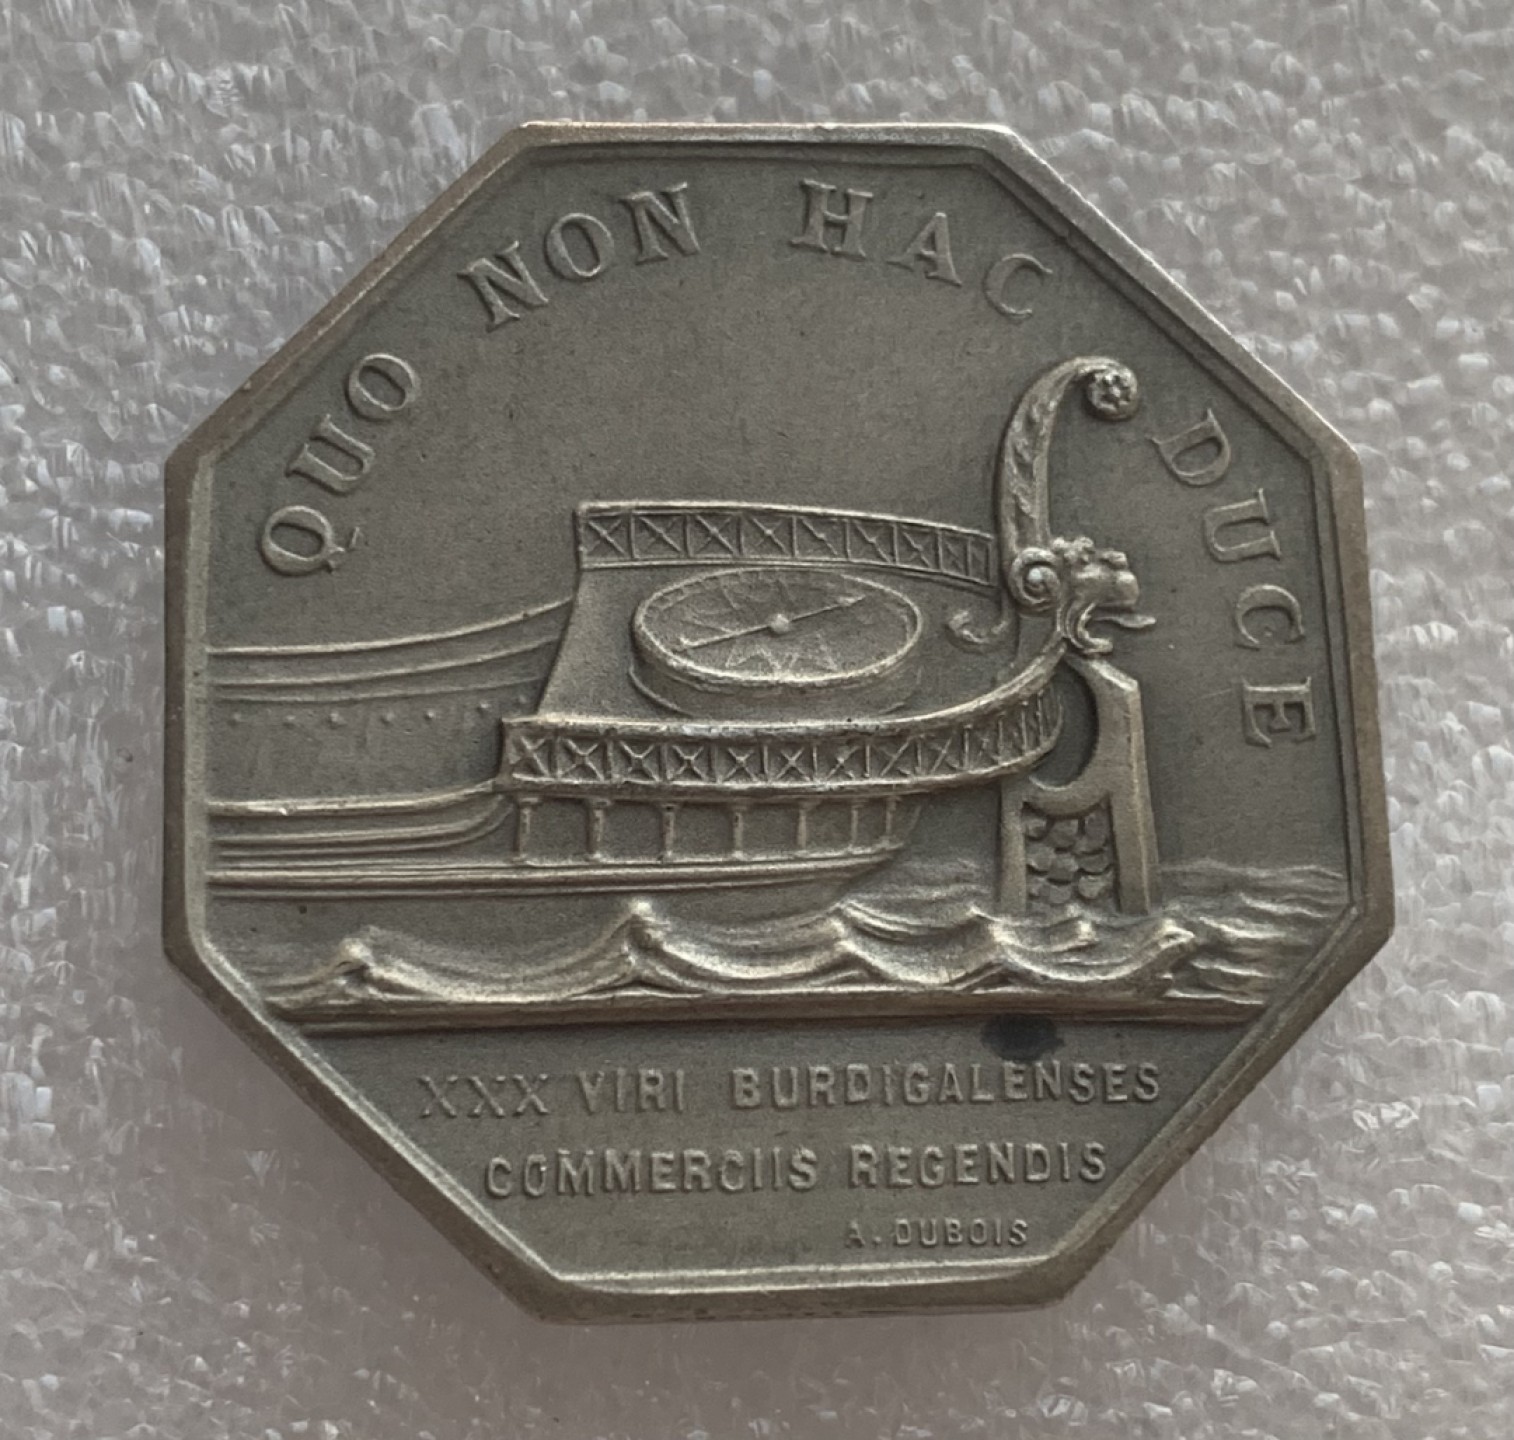 QUO NON HAC DUCE
XXX VIRI BURDIGALENSES
COMMERCIIS REGENDIS
A. DUBOIS